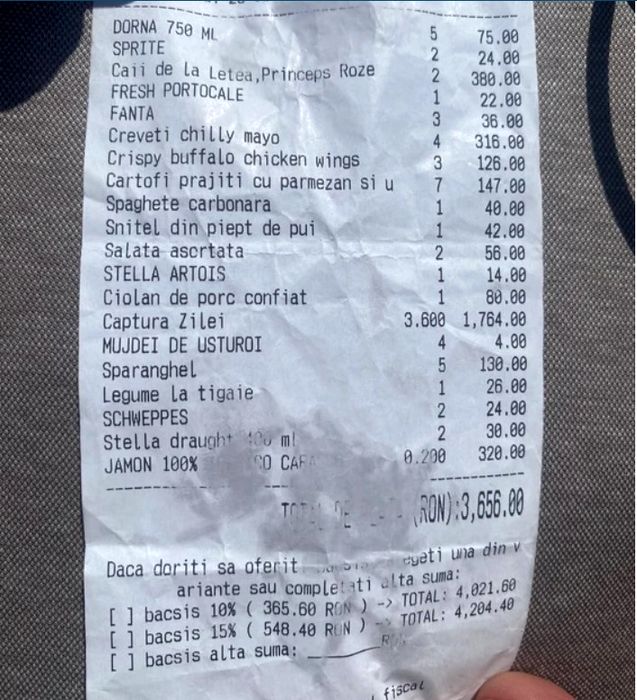 DORNA 750 ML 5 75.00
SPRITE 2 24.00
Caii de la Letea,Princeps Roze 2 380.00
FRESH PORTOCALE 1 22.00
FANTA 3 36.00
Creveti chilly mayo 4 316.00
Crispy buffalo chicken wings 3 126.00
Cartofi prajiti cu parmezan si u 7 147.00
Spaghete carbonara 1 40.00
Snitel din piept de pui 1 42.00
Salata asortata 2 56.00
STELLA ARTOIS 1 14.00
Ciolan de porc confiat 1 80.00
Captura Zilei 3.600 1,764.00
MUJDEI DE USTUROI 4 4.00
Sparanghel 5 130.00
Legume la tigaie 1 26.00
SCHWEPPES 2 24.00
Stella draught ml 2 30.00
JAMON 100% 0.200 320.00
(RON):3,656.00
Daca doriti sa oferit una din v
ariante sau completati alta suma:
[ ] bacsis 10% ( 365.60 RON ) -> TOTAL: 4,021.60
[ ] bacsis 15% ( 548.40 RON ) -> TOTAL: 4,204.40
[ ] bacsis alta suma: _______
fiscal